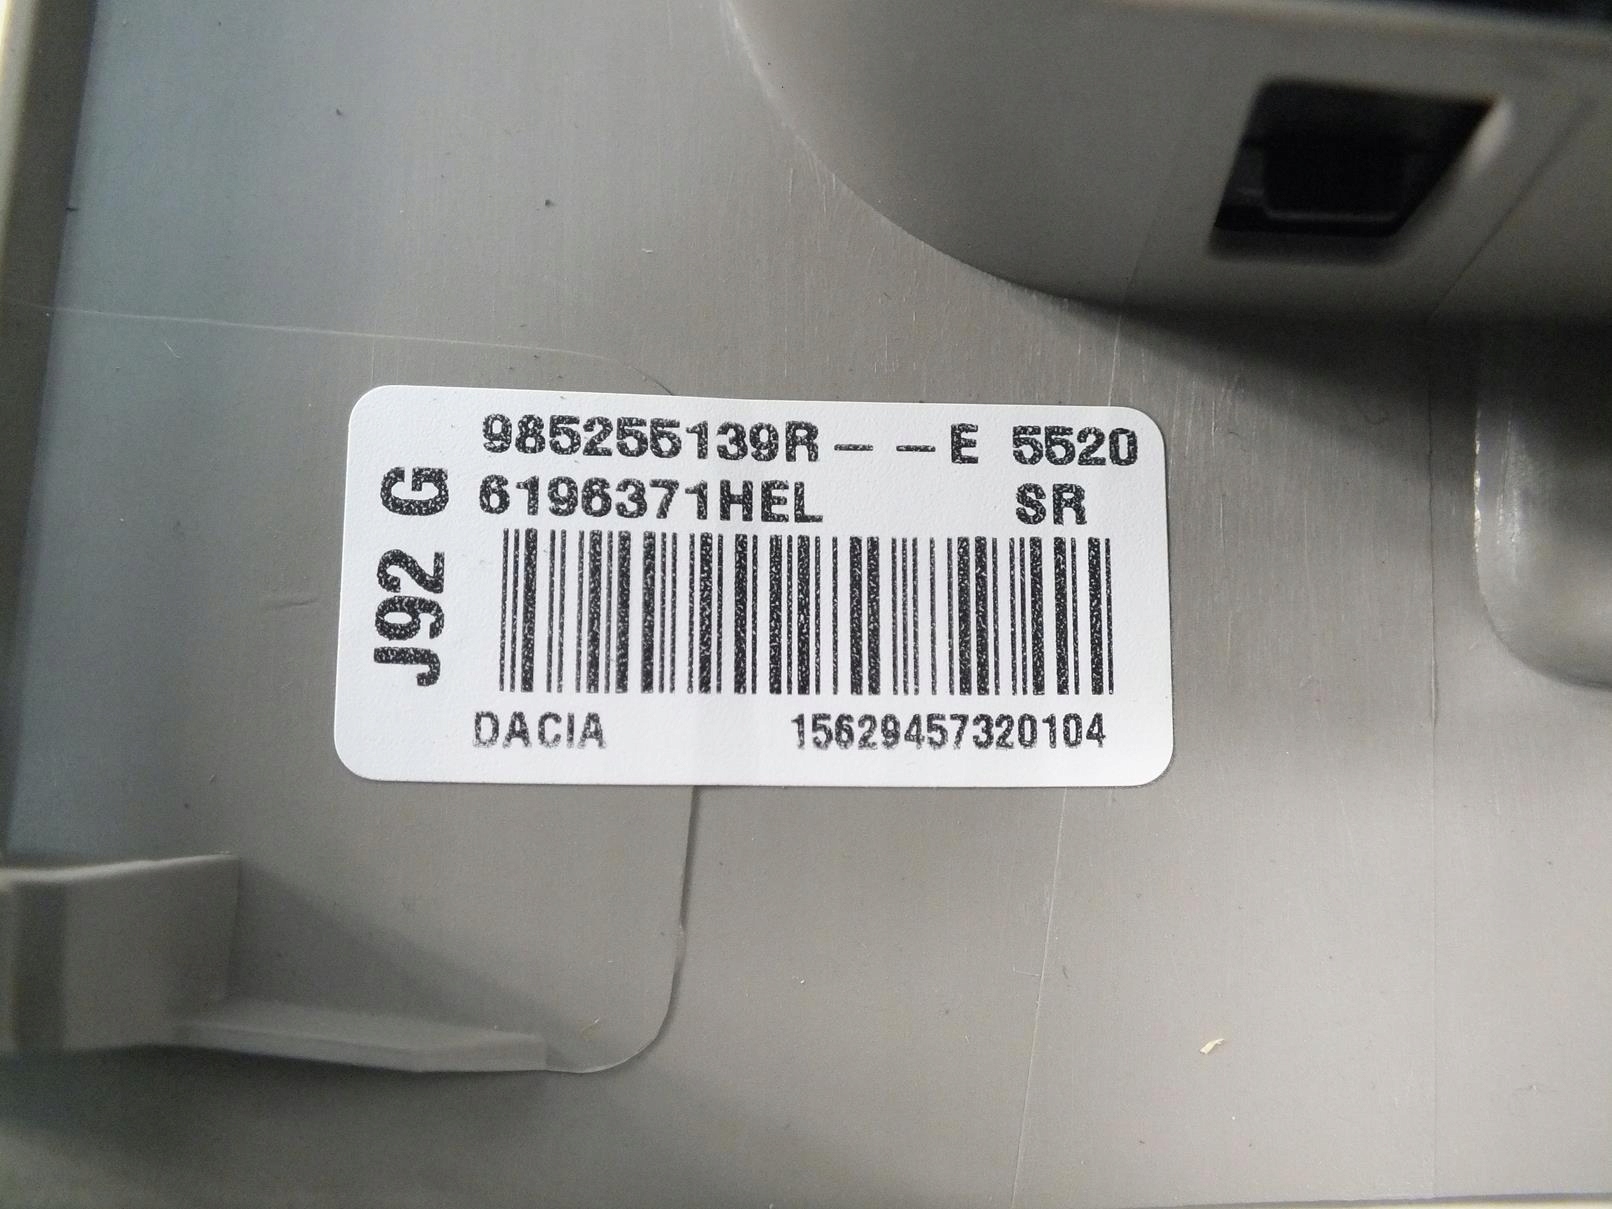 985255139R – – E 5520
6196371HEL SR
J92 G
DACIA 15629457320104